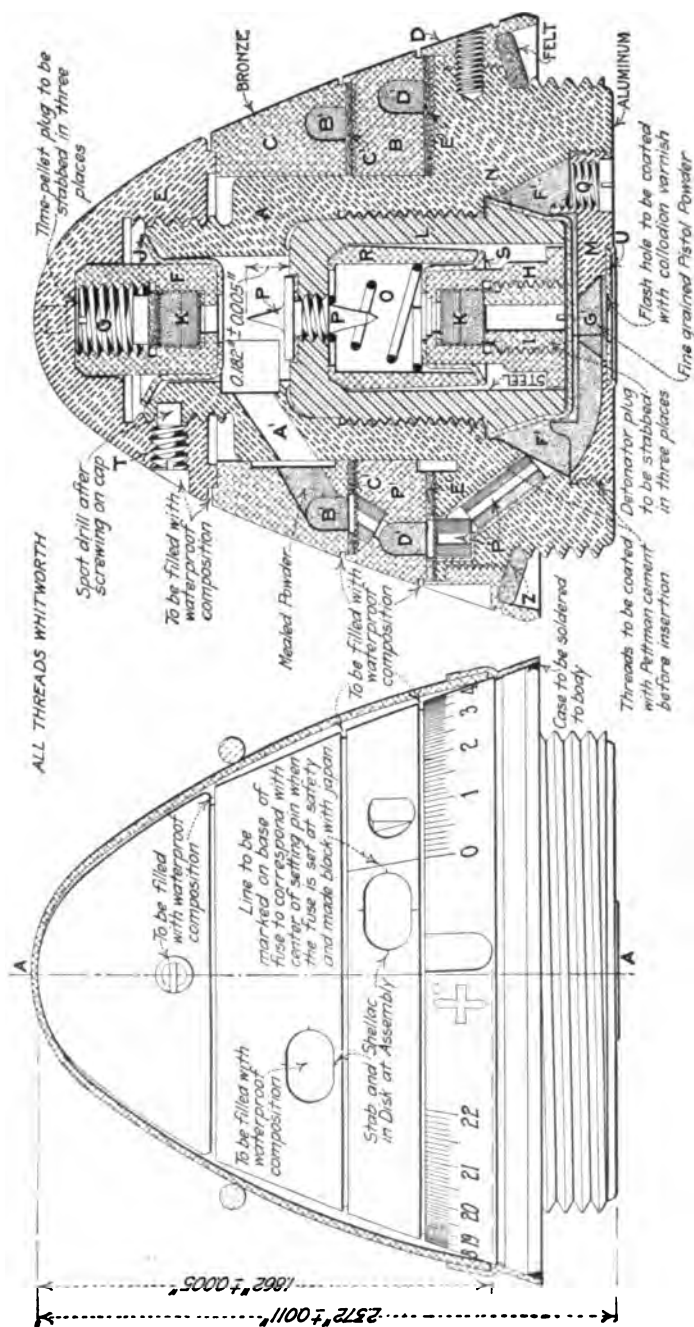 ALL THREADS WHITWORTH
A
To be filled
with waterproof
composition
Line to be
marked on base of
fuse to correspond with
center of setting pin when
the fuse is set at safety
and made black with japan
To be filled with
waterproof
composition
Stab and Shellac
in Disk at Assembly
18 19 20 21 22
0 1 2 3 4
A
1.862" ± 0.005"
2.372" ± 0.011"
Case to be soldered
to body
Time-pellet plug to be
stabbed in three
places
Spot drill after
screwing on cap
T
To be filled with
waterproof
composition
Mealed Powder
To be filled with
waterproof
composition
BRONZE
E
J
G
F
K
A
P
0.182" ± 0.005"
A'
C
B'
C'
D'
B
E'
D
FELT
B
C
P
D
E'
P
Z
L
R
P
O
S
K
H
I
STEEL
N
F'
F'
Q
M
G
U
ALUMINUM
Flash hole to be coated
with collodion varnish
Fine grained Pistol Powder
Detonator plug
to be stabbed
in three places
Threads to be coated
with Pettman cement
before insertion